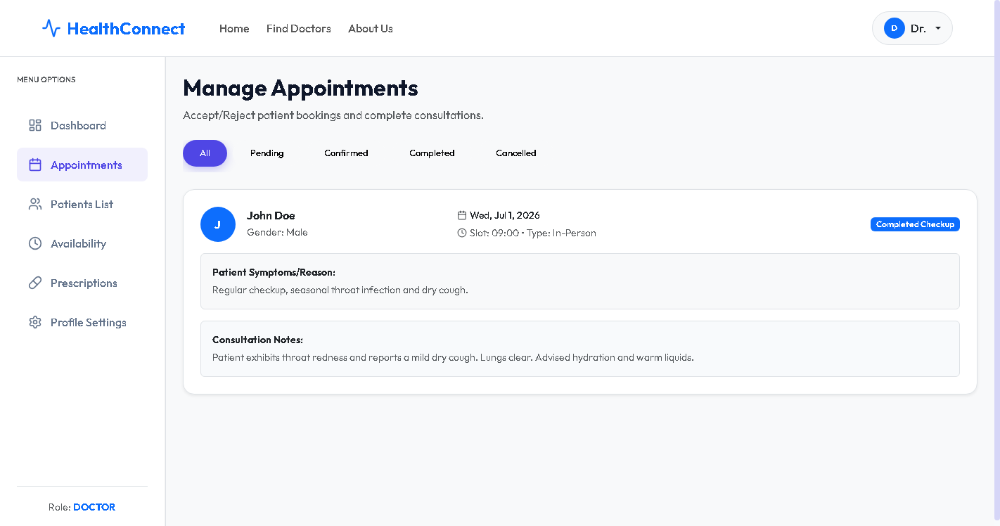 HealthConnect
Home
Find Doctors
About Us
D
Dr.
MENU OPTIONS
Dashboard
Appointments
Patients List
Availability
Prescriptions
Profile Settings
Role: DOCTOR
Manage Appointments
Accept/Reject patient bookings and complete consultations.
All
Pending
Confirmed
Completed
Cancelled
J
John Doe
Gender: Male
Wed, Jul 1, 2026
Slot: 09:00 • Type: In-Person
Completed Checkup
Patient Symptoms/Reason:
Regular checkup, seasonal throat infection and dry cough.
Consultation Notes:
Patient exhibits throat redness and reports a mild dry cough. Lungs clear. Advised hydration and warm liquids.